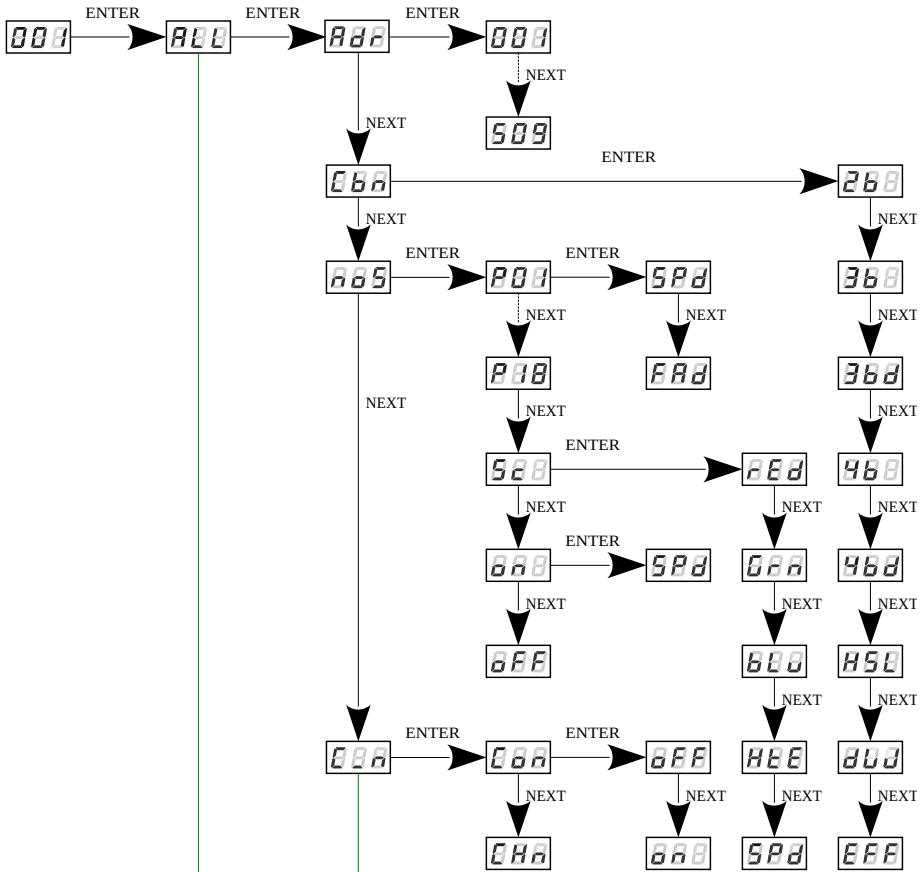 ENTER ENTER ENTER
001 ALL Adr 001
NEXT
NEXT 509
ENTER
Cbn 2b
NEXT NEXT
ENTER ENTER
noS P01 SPd 3b
NEXT NEXT NEXT
P18 FAd 3bd
NEXT NEXT NEXT
ENTER
Sc rEd 4b
NEXT NEXT NEXT
ENTER
on SPd Grn 4bd
NEXT NEXT NEXT
oFF bLu HSL
NEXT NEXT
ENTER ENTER
C_n Con oFF HtE dUJ
NEXT NEXT NEXT NEXT
CHn on SPd EFF